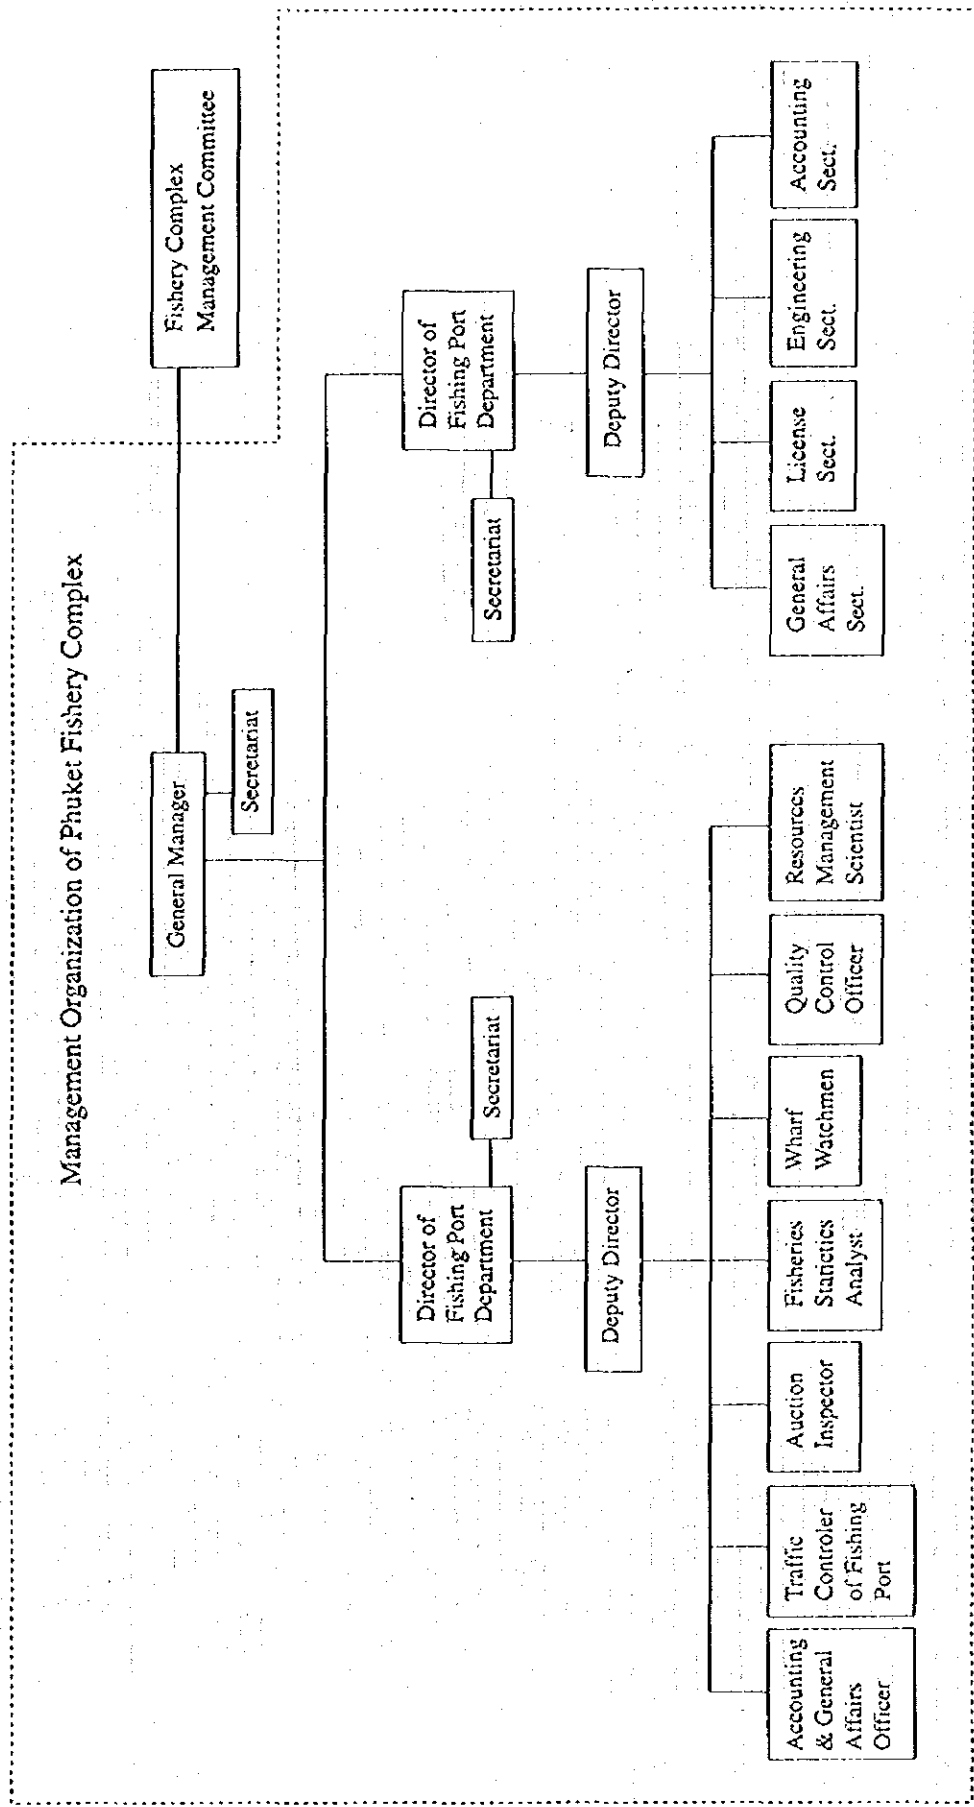 Management Organization of Phuket Fishery Complex
Fishery Complex
Management Committee
General Manager
Secretariat
Director of
Fishing Port
Department
Secretariat
Deputy Director
Director of
Fishing Port
Department
Secretariat
Deputy Director
Accounting
& General
Affairs
Officer
Traffic
Controler
of Fishing
Port
Auction
Inspector
Fisheries
Starictics
Analyst
Wharf
Watchmen
Quality
Control
Officer
Resources
Management
Scientist
General
Affairs
Sect.
License
Sect.
Engineering
Sect.
Accounting
Sect.